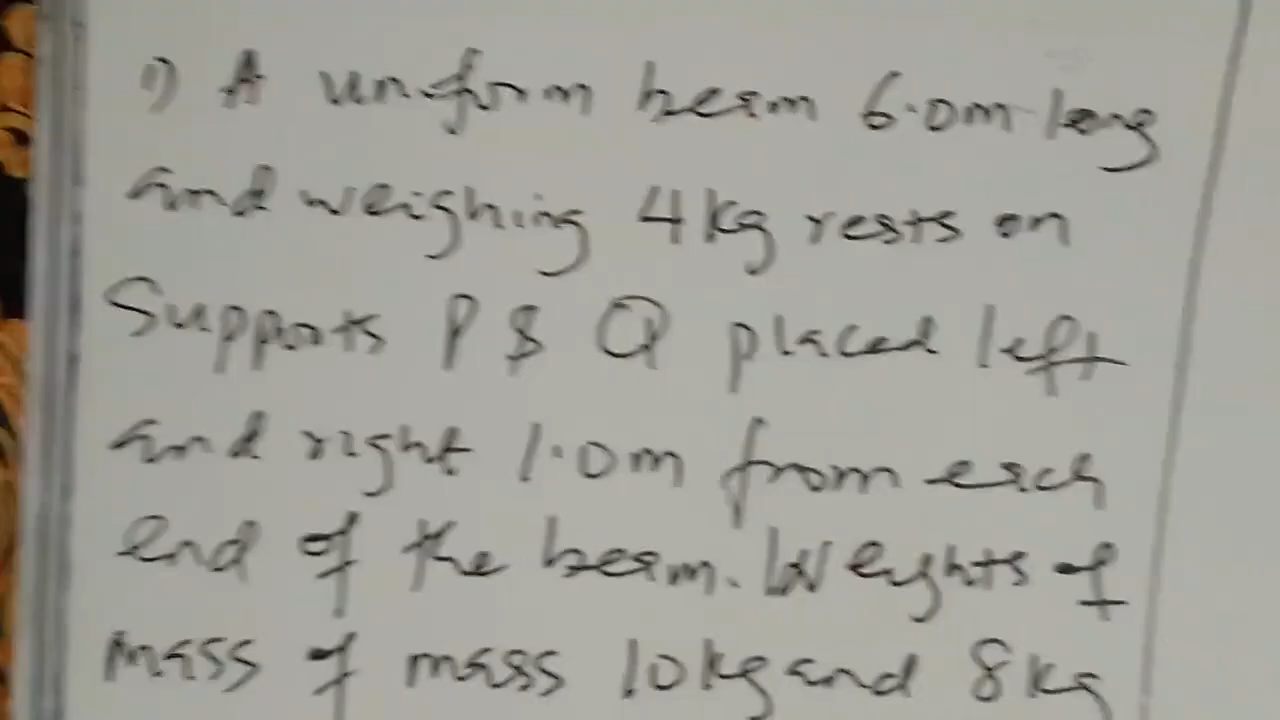 1) A uniform beam 6.0m long
and weighing 4kg rests on
Supports P & Q placed left
and right 1.0m from each
end of the beam. Weights of
mass of mass 10kg and 8kg